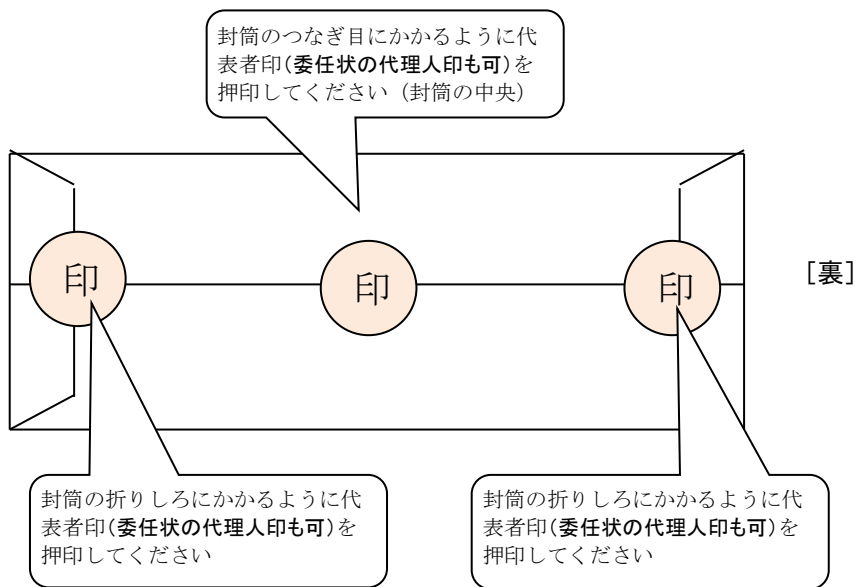 封筒のつなぎ目にかかるように代
表者印(委任状の代理人印も可)を
押印してください（封筒の中央）
印
印
印
［裏］
封筒の折りしろにかかるように代
表者印(委任状の代理人印も可)を
押印してください
封筒の折りしろにかかるように代
表者印(委任状の代理人印も可)を
押印してください